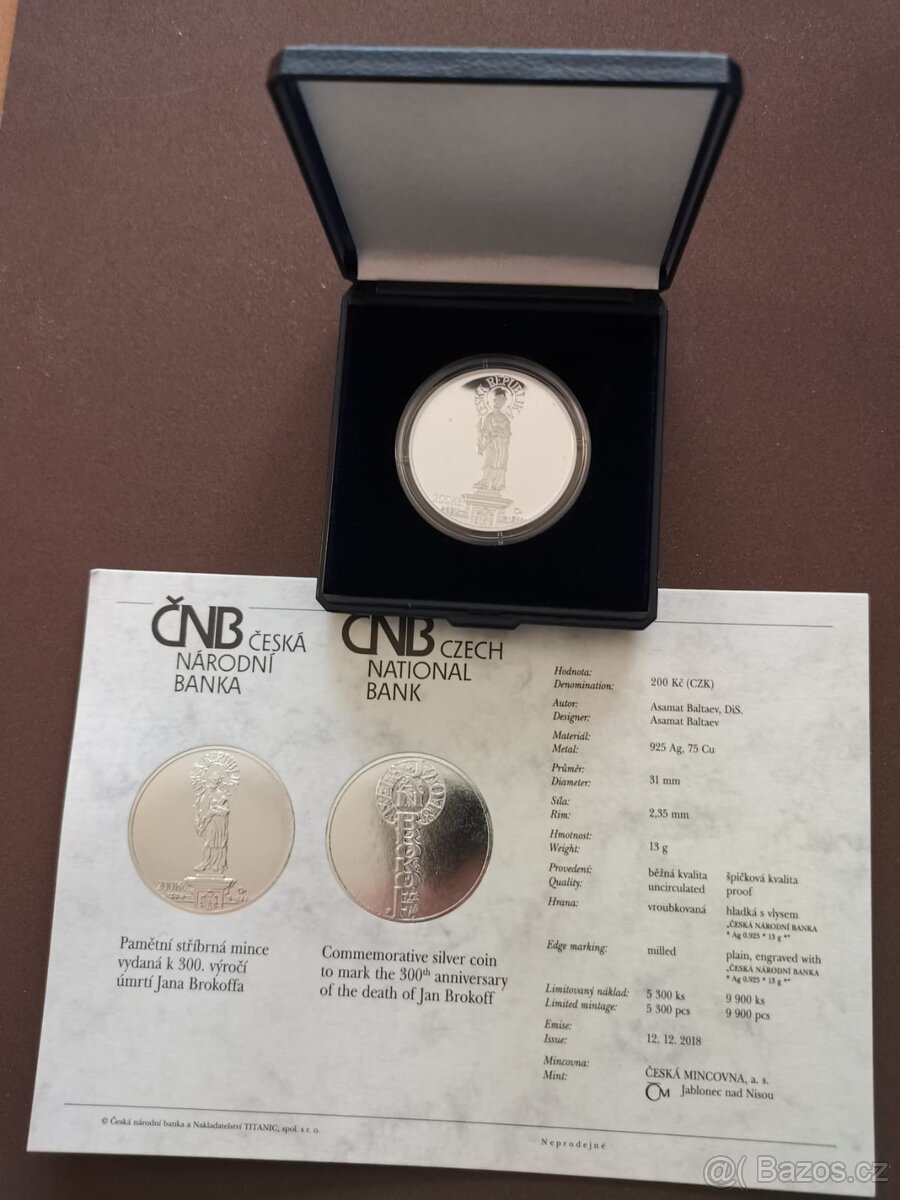 ČESKÁ REPUBLIKA
200 Kč
ČNB ČESKÁ
NÁRODNÍ
BANKA
ČNB CZECH
NATIONAL
BANK
Pamětní stříbrná mince
vydaná k 300. výročí
úmrtí Jana Brokoffa
Commemorative silver coin
to mark the 300th anniversary
of the death of Jan Brokoff
Hodnota:
Denomination: 200 Kč (CZK)
Autor: Asamat Baltaev, DiS.
Designer: Asamat Baltaev
Materiál:
Metal: 925 Ag, 75 Cu
Průměr:
Diameter: 31 mm
Síla:
Rim: 2,35 mm
Hmotnost:
Weight: 13 g
Provedení: běžná kvalita špičková kvalita
Quality: uncirculated proof
Hrana: vroubkovaná hladká s vlysem
„ČESKÁ NÁRODNÍ BANKA
* Ag 0.925 * 13 g *"
Edge marking: milled plain, engraved with
„ČESKÁ NÁRODNÍ BANKA
* Ag 0.925 * 13 g *"
Limitovaný náklad: 5 300 ks 9 900 ks
Limited mintage: 5 300 pcs 9 900 pcs
Emise:
Issue: 12. 12. 2018
Mincovna: ČESKÁ MINCOVNA, a. s.
Mint: ČM Jablonec nad Nisou
© Česká národní banka a Nakladatelství TITANIC, spol. s r. o.
Neprodejné
@( Bazos.cz